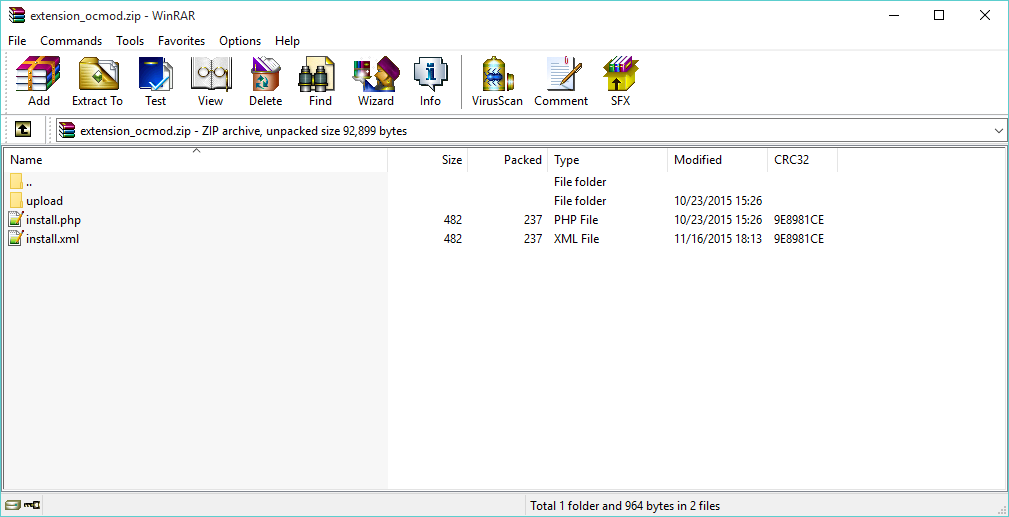 extension_ocmod.zip - WinRAR
File Commands Tools Favorites Options Help
Add Extract To Test View Delete Find Wizard Info VirusScan Comment SFX
extension_ocmod.zip - ZIP archive, unpacked size 92,899 bytes
Name Size Packed Type Modified CRC32
.. File folder
upload File folder 10/23/2015 15:26
install.php 482 237 PHP File 10/23/2015 15:26 9E8981CE
install.xml 482 237 XML File 11/16/2015 18:13 9E8981CE
Total 1 folder and 964 bytes in 2 files